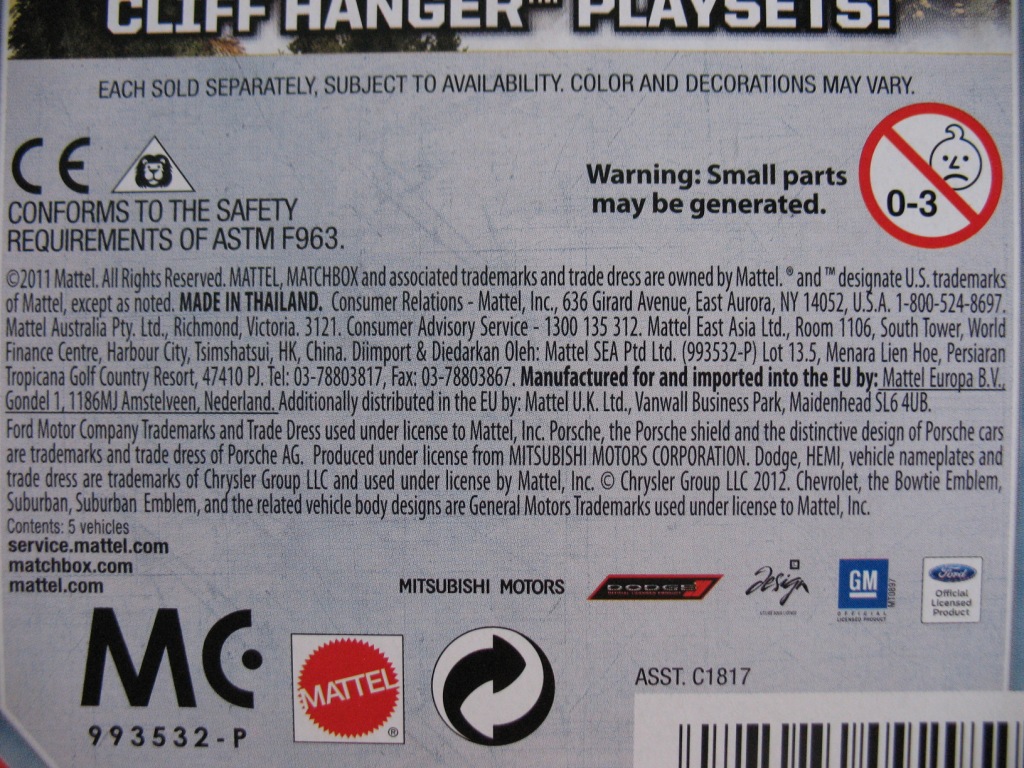 CLIFF HANGER™ PLAYSETS!
EACH SOLD SEPARATELY, SUBJECT TO AVAILABILITY. COLOR AND DECORATIONS MAY VARY.
CE
CONFORMS TO THE SAFETY
REQUIREMENTS OF ASTM F963.
Warning: Small parts
may be generated.
0-3
©2011 Mattel. All Rights Reserved. MATTEL, MATCHBOX and associated trademarks and trade dress are owned by Mattel. ® and ™ designate U.S. trademarks
of Mattel, except as noted. MADE IN THAILAND. Consumer Relations - Mattel, Inc., 636 Girard Avenue, East Aurora, NY 14052, U.S.A. 1-800-524-8697.
Mattel Australia Pty. Ltd., Richmond, Victoria. 3121. Consumer Advisory Service - 1300 135 312. Mattel East Asia Ltd., Room 1106, South Tower, World
Finance Centre, Harbour City, Tsimshatsui, HK, China. Diimport & Diedarkan Oleh: Mattel SEA Ptd Ltd. (993532-P) Lot 13.5, Menara Lien Hoe, Persiaran
Tropicana Golf Country Resort, 47410 PJ. Tel: 03-78803817, Fax: 03-78803867. Manufactured for and imported into the EU by: Mattel Europa B.V.,
Gondel 1, 1186MJ Amstelveen, Nederland. Additionally distributed in the EU by: Mattel U.K. Ltd., Vanwall Business Park, Maidenhead SL6 4UB.
Ford Motor Company Trademarks and Trade Dress used under license to Mattel, Inc. Porsche, the Porsche shield and the distinctive design of Porsche cars
are trademarks and trade dress of Porsche AG. Produced under license from MITSUBISHI MOTORS CORPORATION. Dodge, HEMI, vehicle nameplates and
trade dress are trademarks of Chrysler Group LLC and used under license by Mattel, Inc. © Chrysler Group LLC 2012. Chevrolet, the Bowtie Emblem,
Suburban, Suburban Emblem, and the related vehicle body designs are General Motors Trademarks used under license to Mattel, Inc.
Contents: 5 vehicles
service.mattel.com
matchbox.com
mattel.com
MITSUBISHI MOTORS
DODGE
OFFICIAL LICENSED PRODUCT
design
GM
OFFICIAL
LICENSED PRODUCT
Ford
Official
Licensed
Product
MC
993532-P
MATTEL®
ASST. C1817